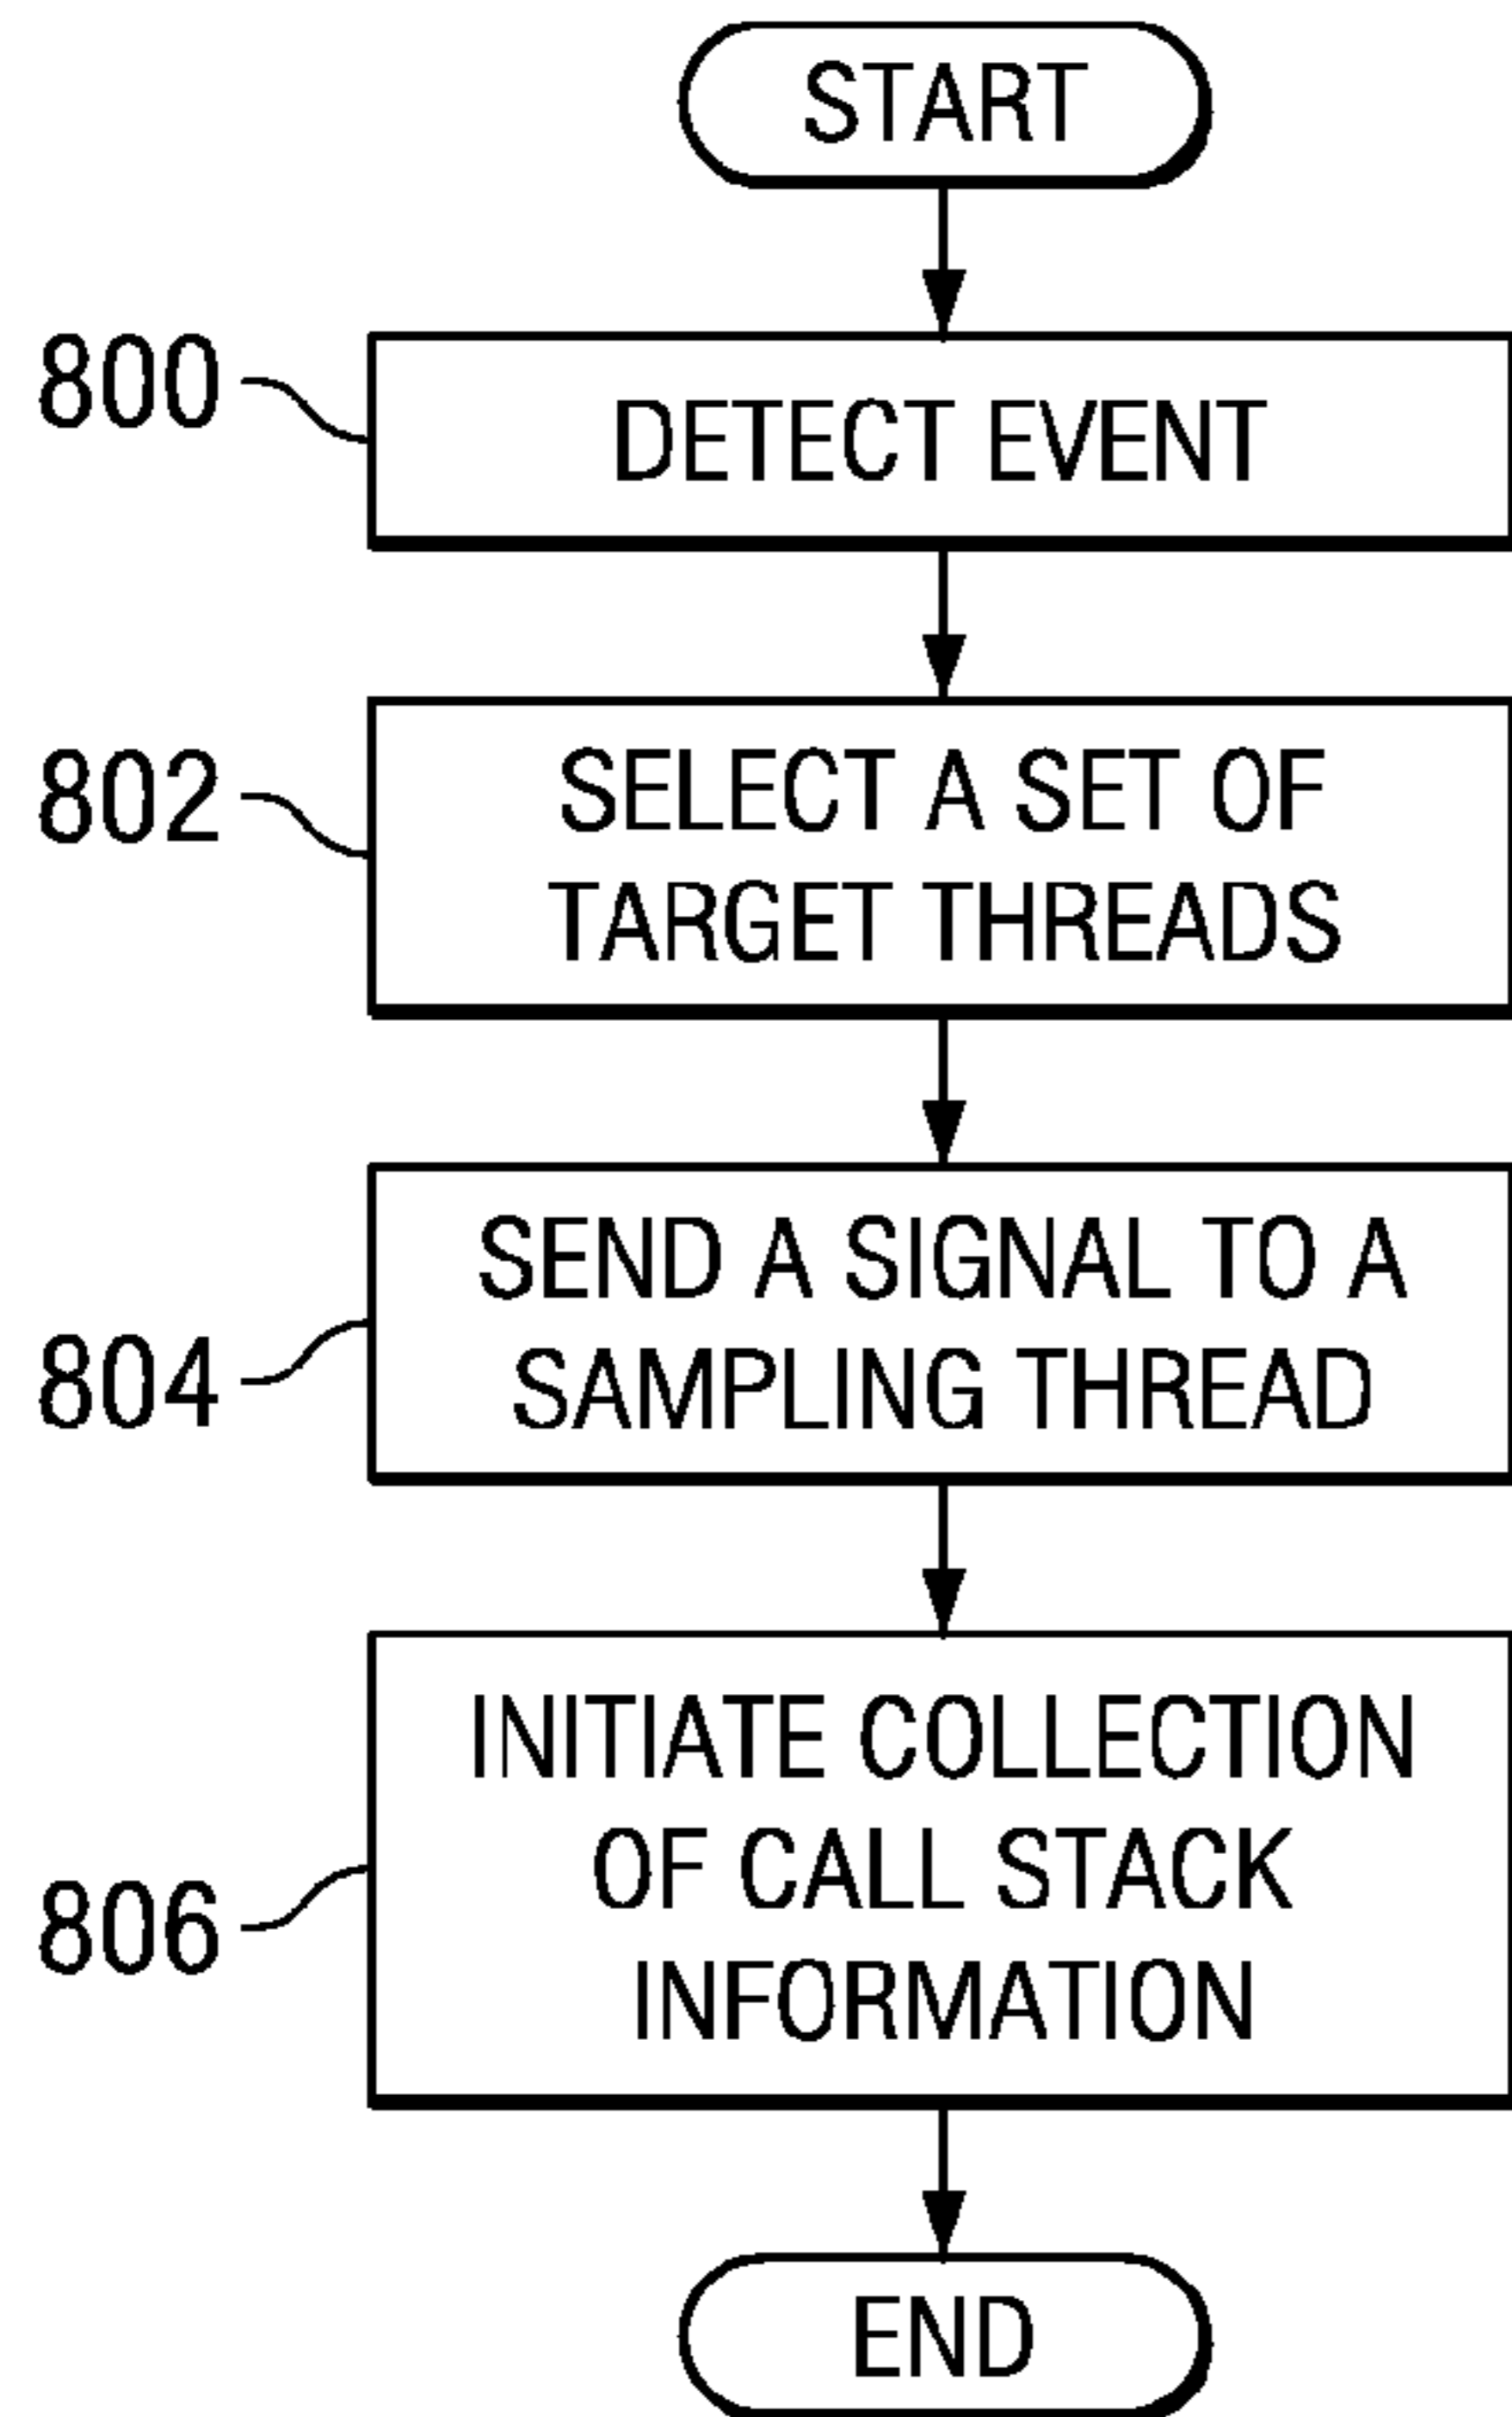 START
800
DETECT EVENT
802
SELECT A SET OF
TARGET THREADS
804
SEND A SIGNAL TO A
SAMPLING THREAD
806
INITIATE COLLECTION
OF CALL STACK
INFORMATION
END